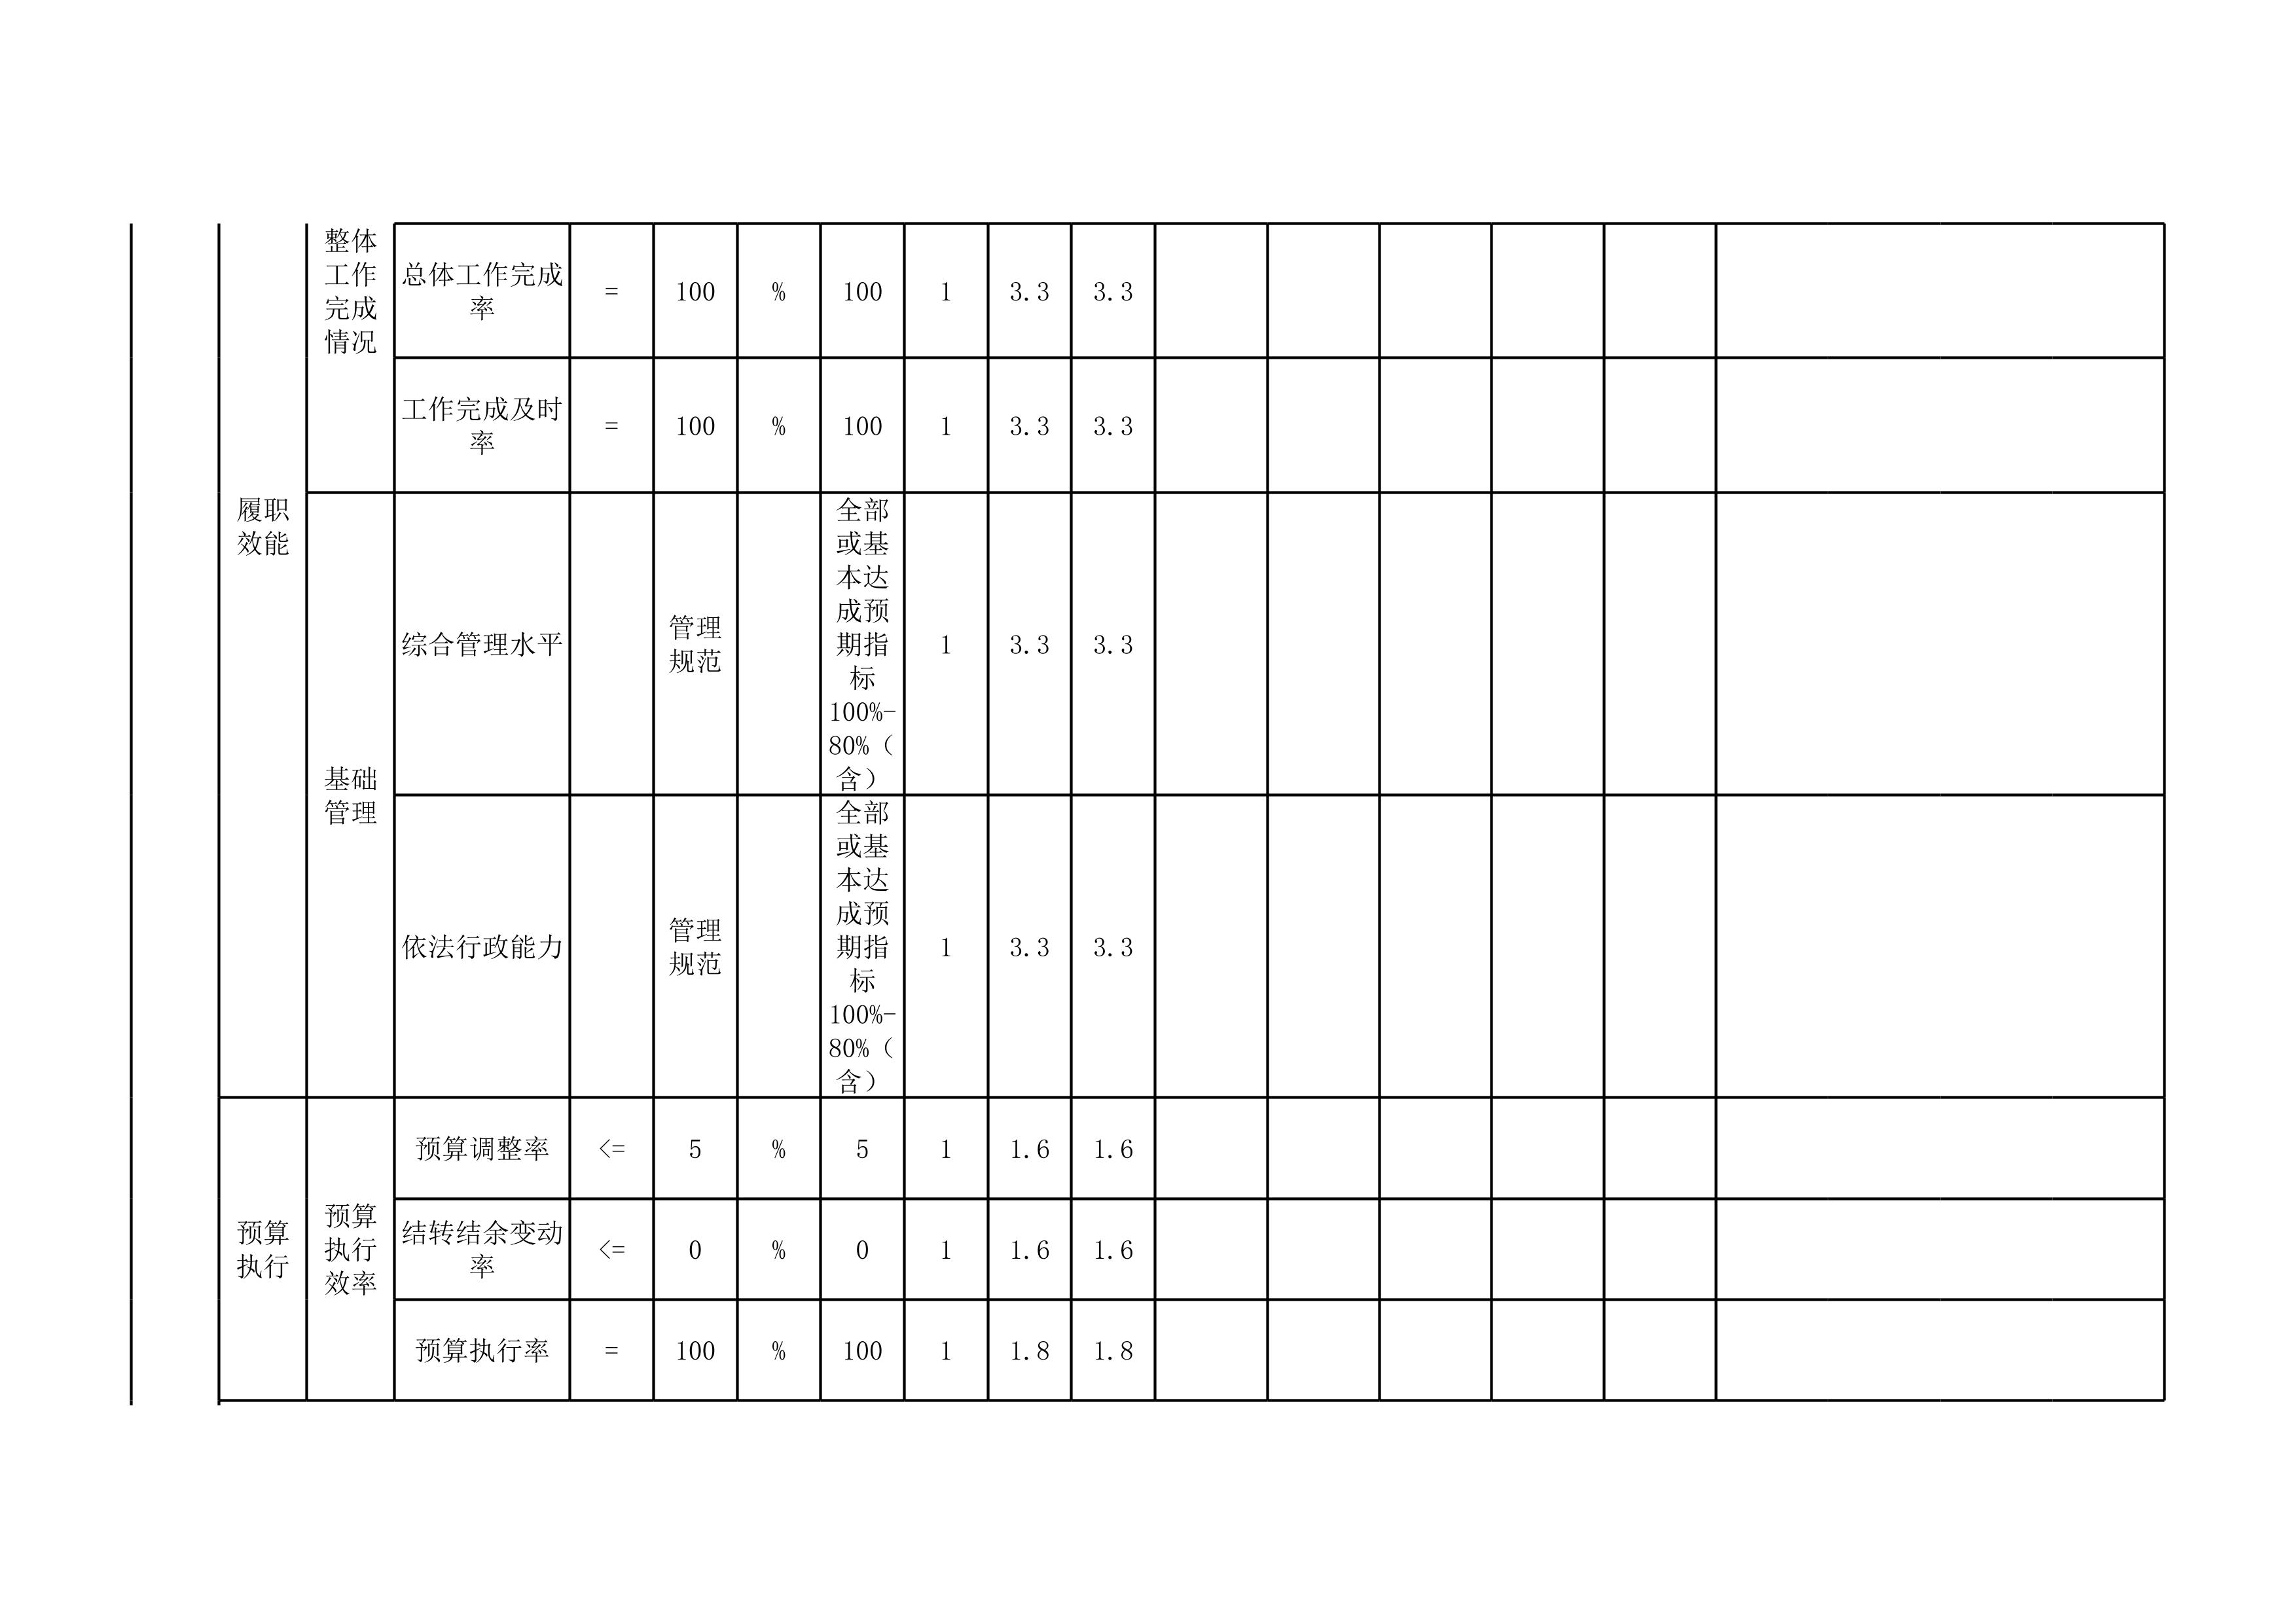 整体
工作
完成
情况
总体工作完成
率
=
100
%
100
1
3.3
3.3
工作完成及时
率
=
100
%
100
1
3.3
3.3
履职
效能
基础
管理
综合管理水平
管理
规范
全部
或基
本达
成预
期指
标
100%-
80%（
含）
1
3.3
3.3
依法行政能力
管理
规范
全部
或基
本达
成预
期指
标
100%-
80%（
含）
1
3.3
3.3
预算
执行
预算
执行
效率
预算调整率
<=
5
%
5
1
1.6
1.6
结转结余变动
率
<=
0
%
0
1
1.6
1.6
预算执行率
=
100
%
100
1
1.8
1.8